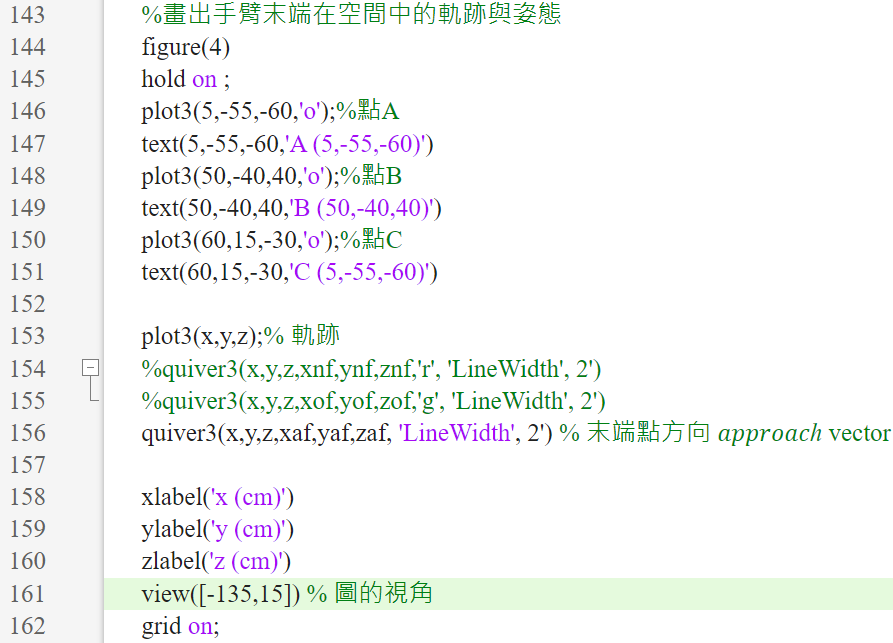 143 %畫出手臂末端在空間中的軌跡與姿態
144 figure(4)
145 hold on ;
146 plot3(5,-55,-60,'o');%點A
147 text(5,-55,-60,'A (5,-55,-60)')
148 plot3(50,-40,40,'o');%點B
149 text(50,-40,40,'B (50,-40,40)')
150 plot3(60,15,-30,'o');%點C
151 text(60,15,-30,'C (5,-55,-60)')
152
153 plot3(x,y,z);% 軌跡
154 %quiver3(x,y,z,xnf,ynf,znf,'r', 'LineWidth', 2')
155 %quiver3(x,y,z,xof,yof,zof,'g', 'LineWidth', 2')
156 quiver3(x,y,z,xaf,yaf,zaf, 'LineWidth', 2') % 末端點方向 approach vector
157
158 xlabel('x (cm)')
159 ylabel('y (cm)')
160 zlabel('z (cm)')
161 view([-135,15]) % 圖的視角
162 grid on;